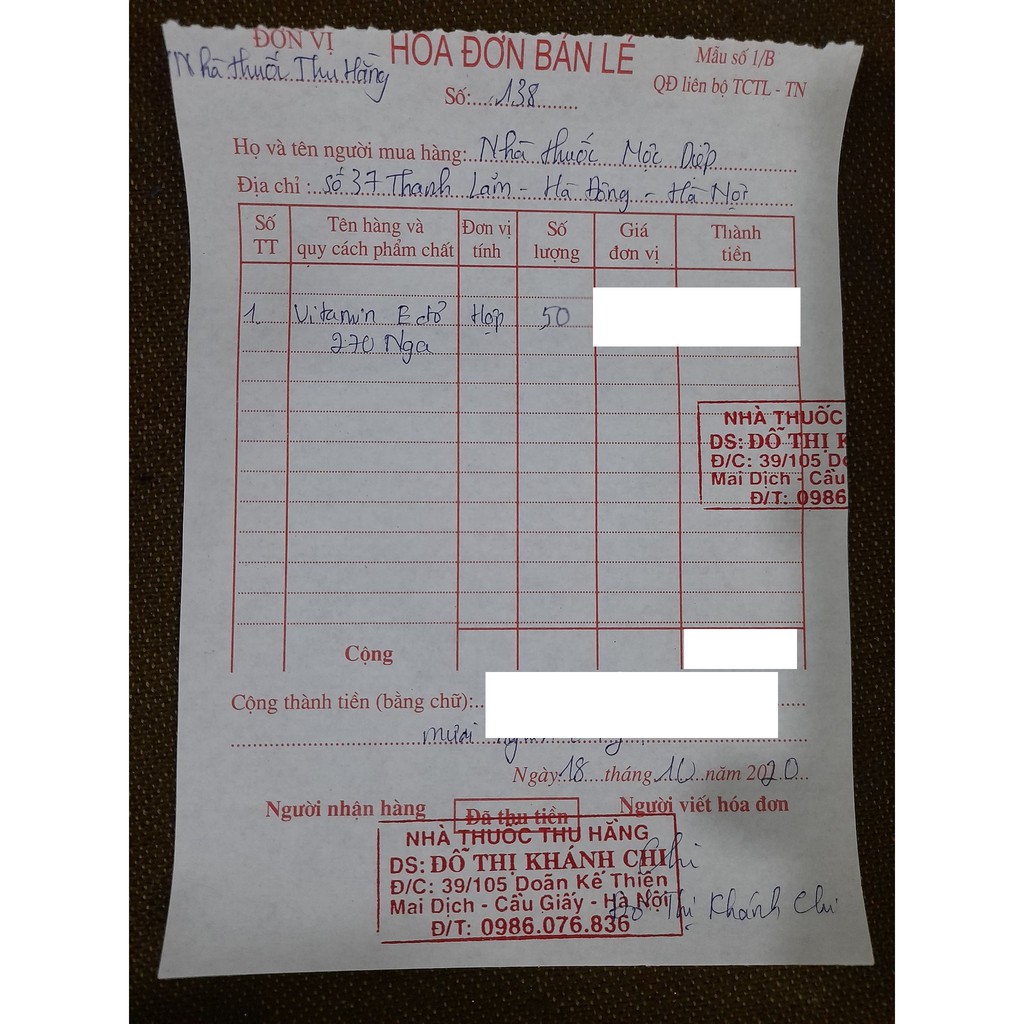 ĐƠN VỊ
HÓA ĐƠN BÁN LẺ
Mẫu số 1/B
Nhà thuốc Thu Hằng
QĐ liên bộ TCTL - TN
Số: 138
Họ và tên người mua hàng: Nhà thuốc Mộc Diệp
Địa chỉ : Số 37 Thanh Lãm - Hà Đông - Hà Nội
Số TT
Tên hàng và quy cách phẩm chất
Đơn vị tính
Số lượng
Giá đơn vị
Thành tiền
1. Vitamin E đỏ Hộp 50
270 Nga
NHÀ THUỐC
DS: ĐỖ THỊ K
Đ/C: 39/105 Do
Mai Dịch - Cầu
Đ/T: 0986
Cộng
Cộng thành tiền (bằng chữ):
mươi
Ngày 18 tháng 10 năm 2020
Người nhận hàng
Đã thu tiền
Người viết hóa đơn
NHÀ THUỐC THU HẰNG
DS: ĐỖ THỊ KHÁNH CHI
Đ/C: 39/105 Doãn Kế Thiện
Mai Dịch - Cầu Giấy - Hà Nội
Đ/T: 0986.076.836
Chi
Đỗ Thị Khánh Chi